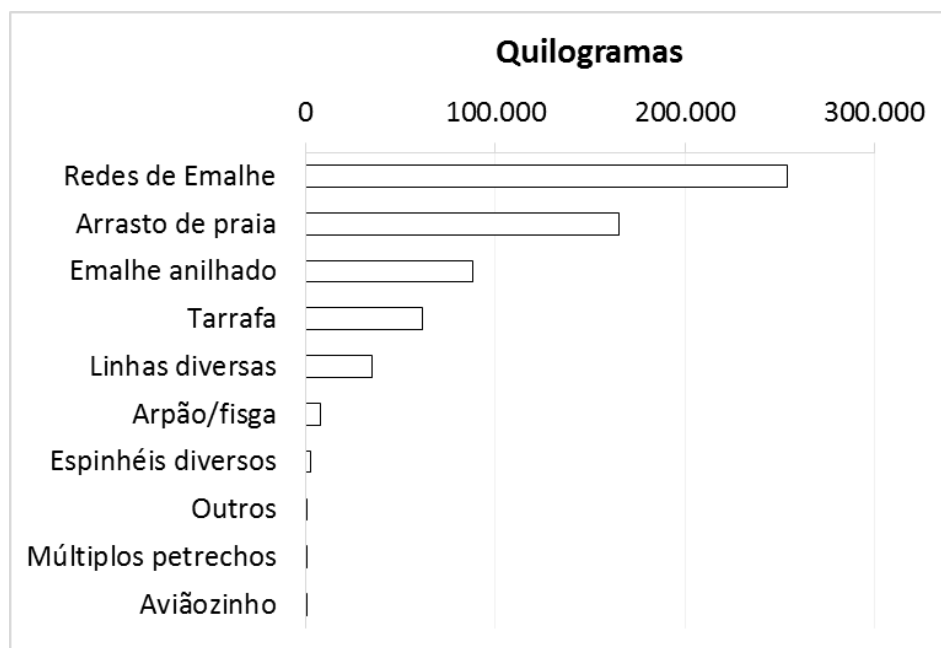 Quilogramas
0 100.000 200.000 300.000
Redes de Emalhe
Arrasto de praia
Emalhe anilhado
Tarrafa
Linhas diversas
Arpão/fisga
Espinhéis diversos
Outros
Múltiplos petrechos
Aviãozinho